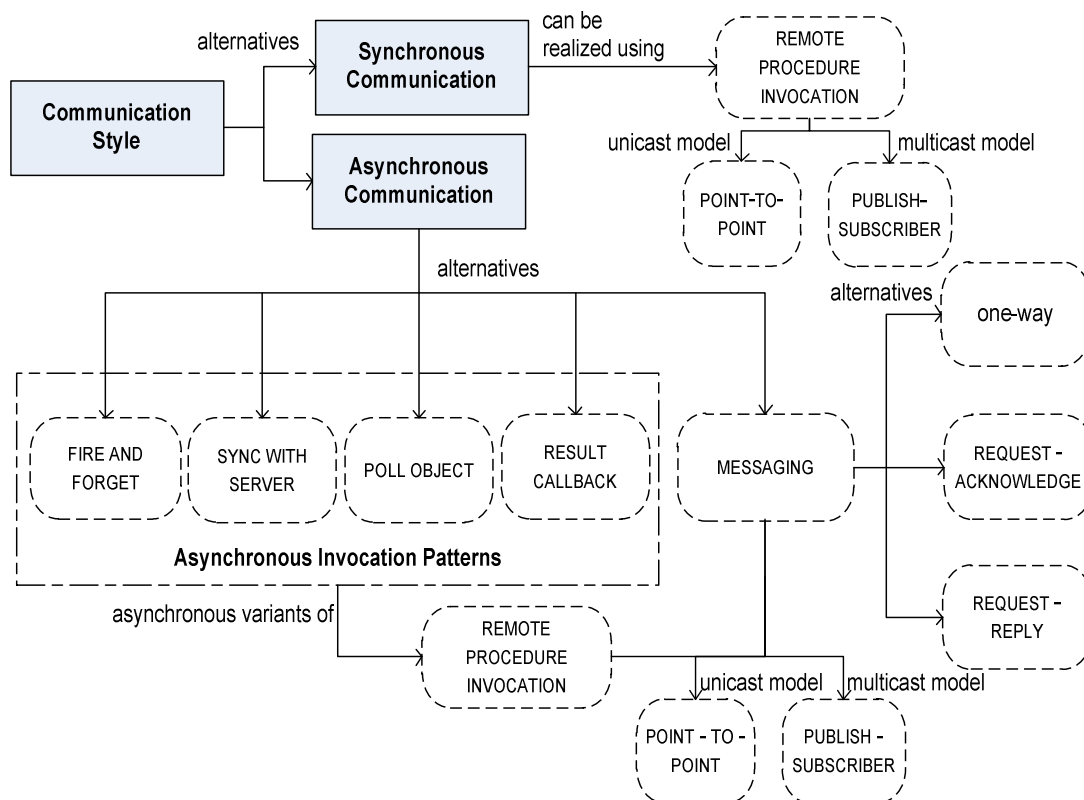 Communication
Style
alternatives
Synchronous
Communication
Asynchronous
Communication
can be
realized using
REMOTE
PROCEDURE
INVOCATION
unicast model
multicast model
POINT-TO-
POINT
PUBLISH-
SUBSCRIBER
alternatives
FIRE AND
FORGET
SYNC WITH
SERVER
POLL OBJECT
RESULT
CALLBACK
MESSAGING
Asynchronous Invocation Patterns
alternatives
one-way
REQUEST -
ACKNOWLEDGE
REQUEST -
REPLY
asynchronous variants of
REMOTE
PROCEDURE
INVOCATION
unicast model
multicast model
POINT - TO -
POINT
PUBLISH -
SUBSCRIBER